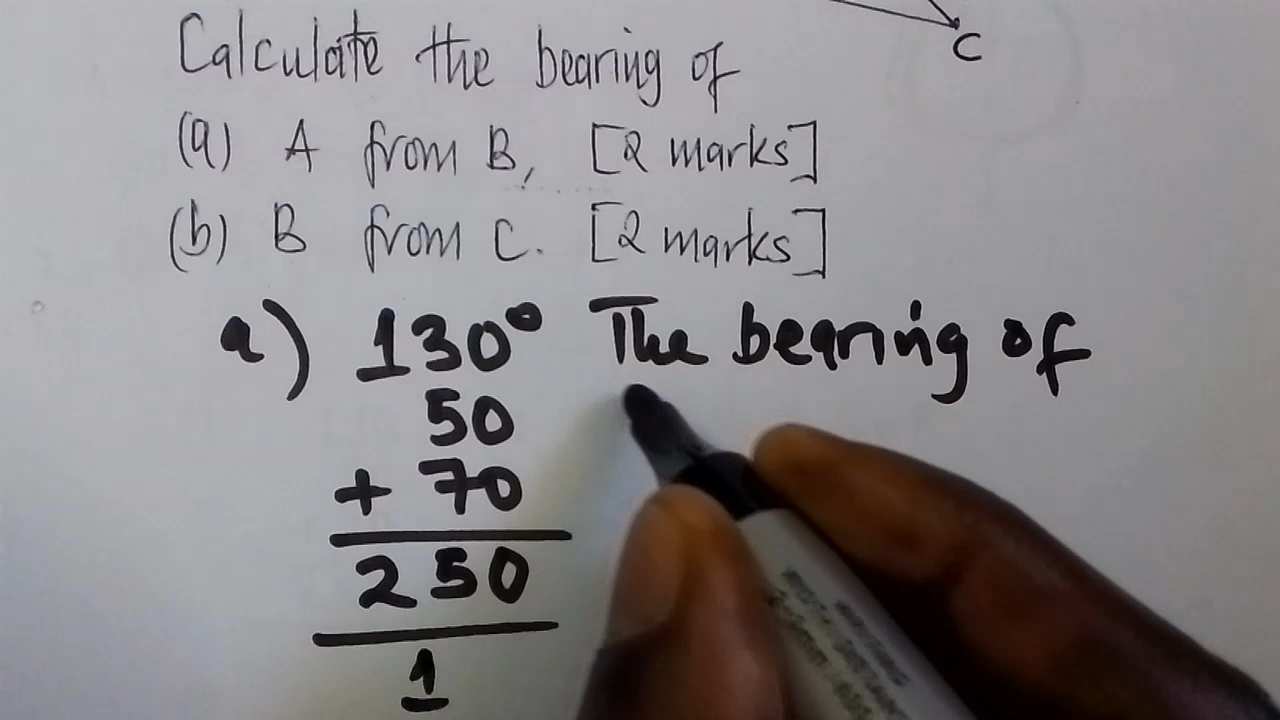 C
Calculate the bearing of
(a) A from B, [2 marks]
(b) B from C. [2 marks]
a) 130° The bearing of
50
+ 70
250
1